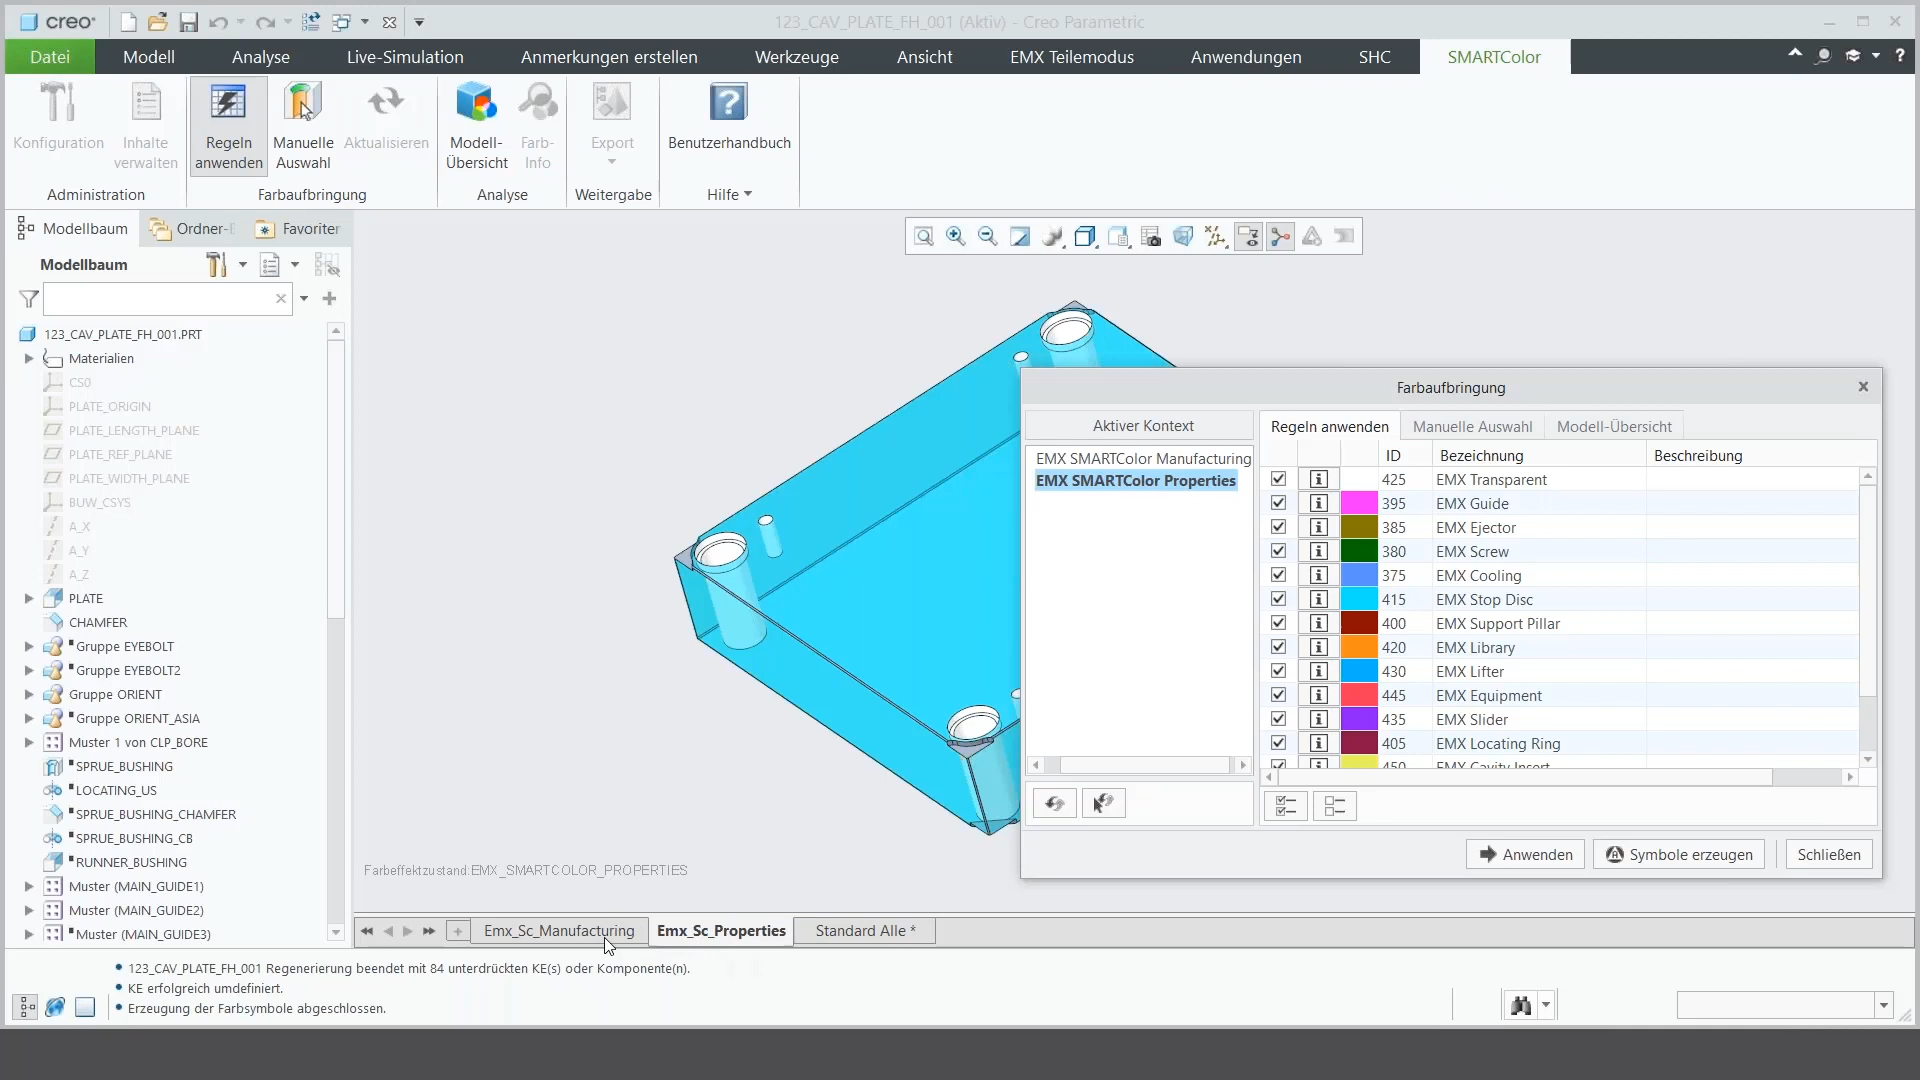 creo°
123_CAV_PLATE_FH_001 (Aktiv) - Creo Parametric
Datei
Modell
Analyse
Live-Simulation
Anmerkungen erstellen
Werkzeuge
Ansicht
EMX Teilemodus
Anwendungen
SHC
SMARTColor
Konfiguration
Inhalte
verwalten
Regeln
anwenden
Manuelle
Auswahl
Aktualisieren
Modell-
Übersicht
Farb-
Info
Export
Benutzerhandbuch
Administration
Farbaufbringung
Analyse
Weitergabe
Hilfe
Modellbaum
Ordner-
Favoriter
Modellbaum
123_CAV_PLATE_FH_001.PRT
Materialien
CS0
PLATE_ORIGIN
PLATE_LENGTH_PLANE
PLATE_REF_PLANE
PLATE_WIDTH_PLANE
BUW_CSYS
A_X
A_Y
A_Z
PLATE
CHAMFER
Gruppe EYEBOLT
Gruppe EYEBOLT2
Gruppe ORIENT
Gruppe ORIENT_ASIA
Muster 1 von CLP_BORE
SPRUE_BUSHING
LOCATING_US
SPRUE_BUSHING_CHAMFER
SPRUE_BUSHING_CB
RUNNER_BUSHING
Muster (MAIN_GUIDE1)
Muster (MAIN_GUIDE2)
Muster (MAIN_GUIDE3)
Farbaufbringung
Aktiver Kontext
EMX SMARTColor Manufacturing
EMX SMARTColor Properties
Regeln anwenden
Manuelle Auswahl
Modell-Übersicht
ID Bezeichnung Beschreibung
425 EMX Transparent
395 EMX Guide
385 EMX Ejector
380 EMX Screw
375 EMX Cooling
415 EMX Stop Disc
400 EMX Support Pillar
420 EMX Library
430 EMX Lifter
445 EMX Equipment
435 EMX Slider
405 EMX Locating Ring
450 EMX Cavity Insert
Anwenden
Symbole erzeugen
Schließen
Farbeffektzustand:EMX_SMARTCOLOR_PROPERTIES
Emx_Sc_Manufacturing
Emx_Sc_Properties
Standard Alle *
123_CAV_PLATE_FH_001 Regenerierung beendet mit 84 unterdrückten KE(s) oder Komponente(n).
KE erfolgreich umdefiniert.
Erzeugung der Farbsymbole abgeschlossen.